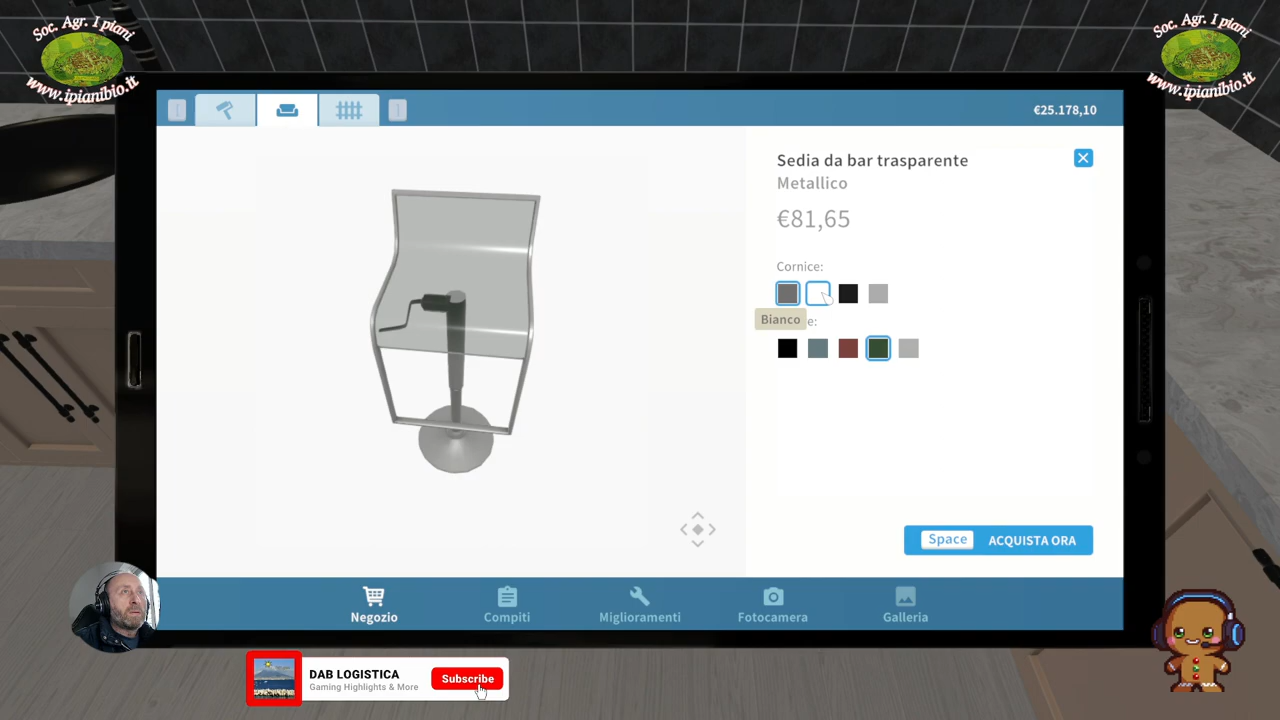 Soc. Agr. I piani
www.ipianibio.it
Soc. Agr. I piani
www.ipianibio.it
€25.178,10
Sedia da bar trasparente
Metallico
€81,65
Cornice:
Bianco
e:
Space ACQUISTA ORA
Negozio
Compiti
Miglioramenti
Fotocamera
Galleria
DAB LOGISTICA
Gaming Highlights & More
Subscribe